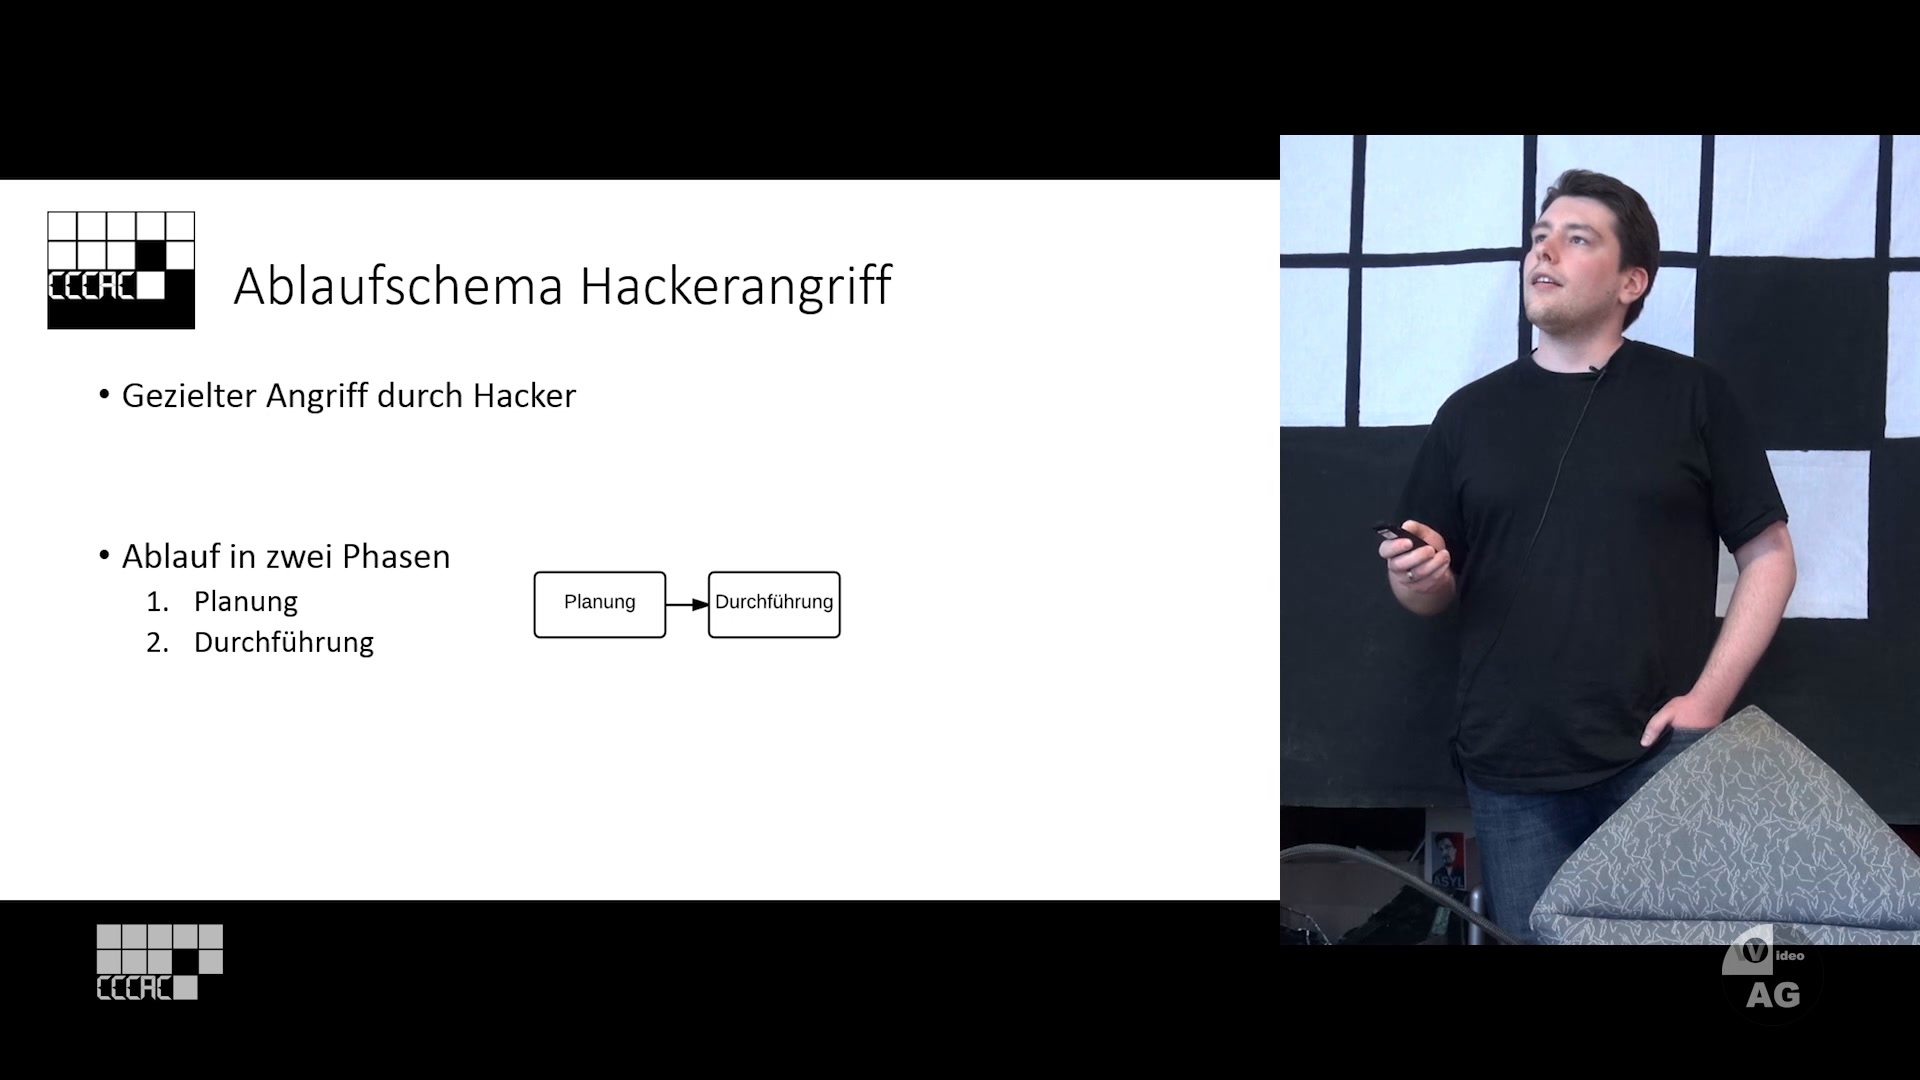 CCCAC
Ablaufschema Hackerangriff
• Gezielter Angriff durch Hacker
• Ablauf in zwei Phasen
1. Planung
2. Durchführung
Planung
Durchführung
ASYL
CCCAC
Video
AG